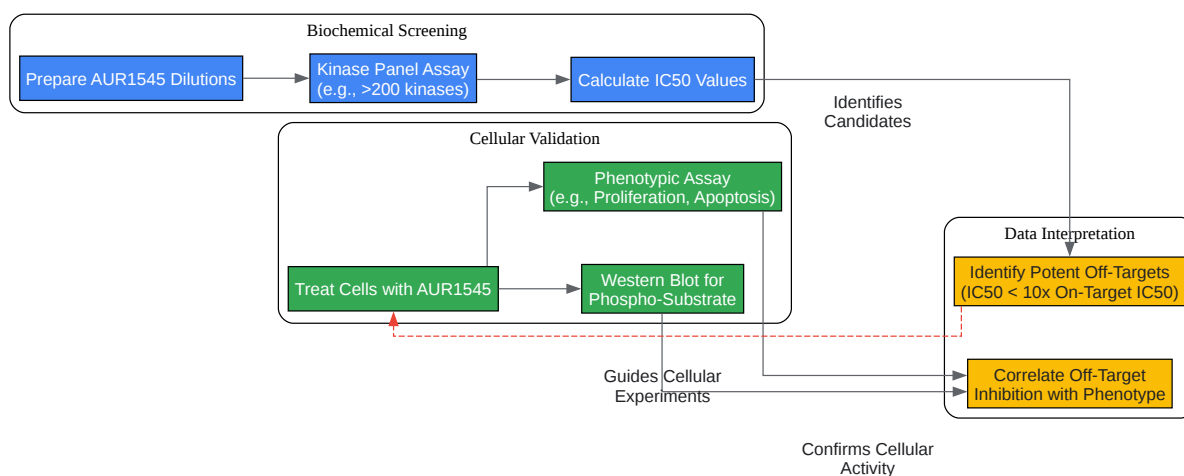 Biochemical Screening
Prepare AUR1545 Dilutions
Kinase Panel Assay
(e.g., >200 kinases)
Calculate IC50 Values
Identifies
Candidates
Cellular Validation
Phenotypic Assay
(e.g., Proliferation, Apoptosis)
Treat Cells with AUR1545
Western Blot for
Phospho-Substrate
Data Interpretation
Identify Potent Off-Targets
(IC50 < 10x On-Target IC50)
Guides Cellular
Experiments
Correlate Off-Target
Inhibition with Phenotype
Confirms Cellular
Activity